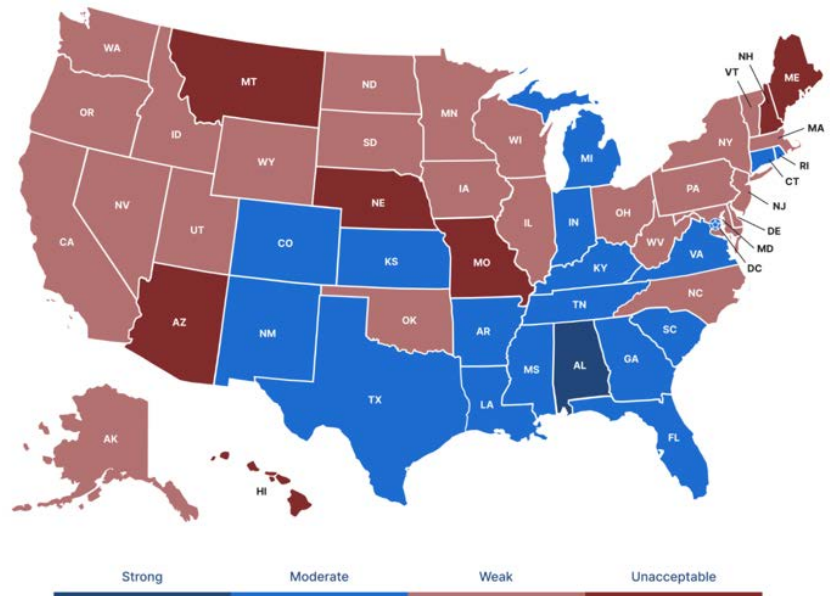 WA
MT
ND
MN
OR
ID
SD
WI
WY
MI
NY
NH
VT
ME
MA
RI
CT
NJ
DE
MD
DC
PA
IA
NE
NV
UT
CA
CO
KS
MO
IL
IN
OH
WV
VA
KY
TN
NC
SC
AZ
NM
OK
AR
TX
LA
MS
AL
GA
FL
AK
HI
Strong Moderate Weak Unacceptable